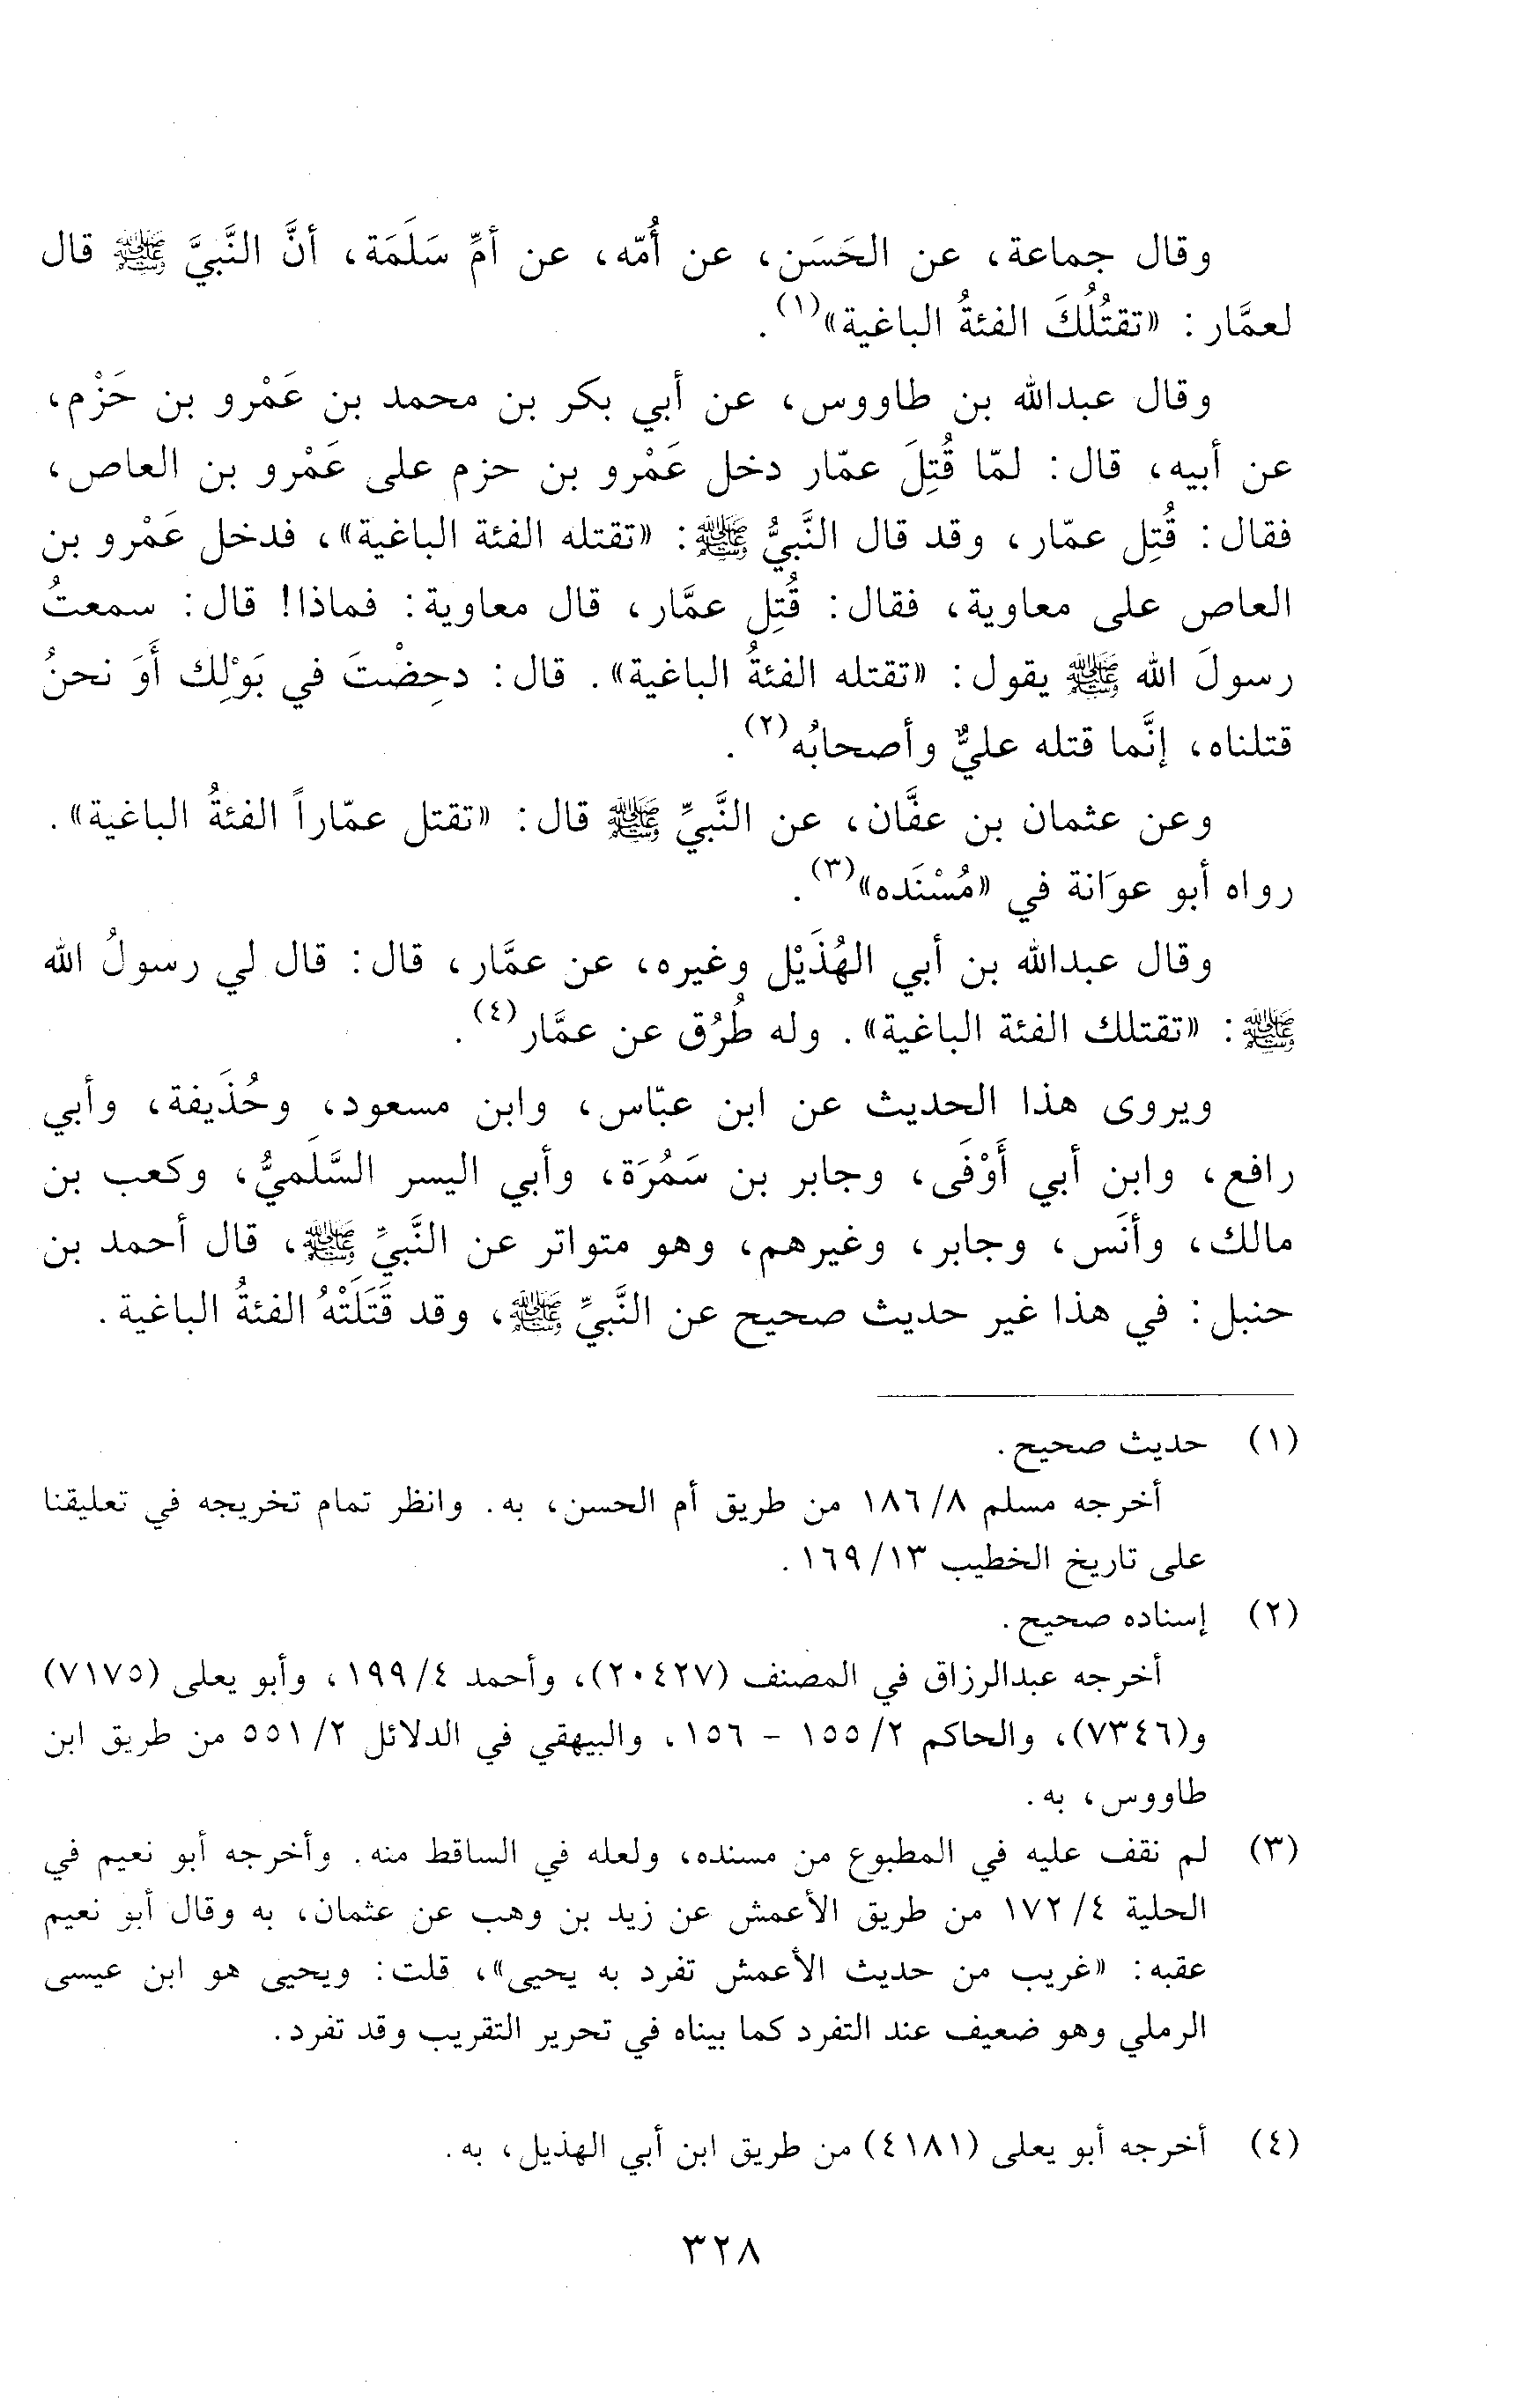 وقال جماعة، عن الحَسَن، عن أُمّه، عن أمِّ سَلَمَة، أنَّ النَّبيَّ ﷺ قال
لعمَّار: «تقتُلُكَ الفئةُ الباغية»(١).
وقال عبدالله بن طاووس، عن أبي بكر بن محمد بن عَمْرو بن حَزْم،
عن أبيه، قال: لمّا قُتِلَ عمّار دخل عَمْرو بن حزم على عَمْرو بن العاص،
فقال: قُتِل عمّار، وقد قال النَّبيُّ ﷺ: «تقتله الفئة الباغية»، فدخل عَمْرو بن
العاص على معاوية، فقال: قُتِل عمَّار، قال معاوية: فماذا! قال: سمعتُ
رسولَ الله ﷺ يقول: «تقتله الفئةُ الباغية». قال: دحِضْتَ في بَوْلِك أَوَ نحنُ
قتلناه، إنَّما قتله عليٌّ وأصحابُه(٢).
وعن عثمان بن عفَّان، عن النَّبيِّ ﷺ قال: «تقتل عمّاراً الفئةُ الباغية».
رواه أبو عوَانة في «مُسْنَده»(٣).
وقال عبدالله بن أبي الهُذَيْل وغيره، عن عمَّار، قال: قال لي رسولُ الله
ﷺ: «تقتلك الفئة الباغية». وله طُرُق عن عمَّار(٤).
ويروى هذا الحديث عن ابن عبّاس، وابن مسعود، وحُذَيفة، وأبي
رافع، وابن أبي أَوْفَى، وجابر بن سَمُرَة، وأبي اليسر السَّلَميُّ، وكعب بن
مالك، وأنَس، وجابر، وغيرهم، وهو متواتر عن النَّبيِّ ﷺ، قال أحمد بن
حنبل: في هذا غير حديث صحيح عن النَّبيِّ ﷺ، وقد قَتَلَتْهُ الفئةُ الباغية.
(١) حديث صحيح.
أخرجه مسلم ٨/ ١٨٦ من طريق أم الحسن، به. وانظر تمام تخريجه في تعليقنا
على تاريخ الخطيب ١٣/ ١٦٩.
(٢) إسناده صحيح.
أخرجه عبدالرزاق في المصنف (٢٠٤٢٧)، وأحمد ٤/ ١٩٩، وأبو يعلى (٧١٧٥)
و(٧٣٤٦)، والحاكم ٢/ ١٥٥ - ١٥٦، والبيهقي في الدلائل ٢/ ٥٥١ من طريق ابن
طاووس، به.
(٣) لم نقف عليه في المطبوع من مسنده، ولعله في الساقط منه. وأخرجه أبو نعيم في
الحلية ٤/ ١٧٢ من طريق الأعمش عن زيد بن وهب عن عثمان، به وقال أبو نعيم
عقبه: «غريب من حديث الأعمش تفرد به يحيى»، قلت: ويحيى هو ابن عيسى
الرملي وهو ضعيف عند التفرد كما بيناه في تحرير التقريب وقد تفرد.
(٤) أخرجه أبو يعلى (٤١٨١) من طريق ابن أبي الهذيل، به.
٣٢٨